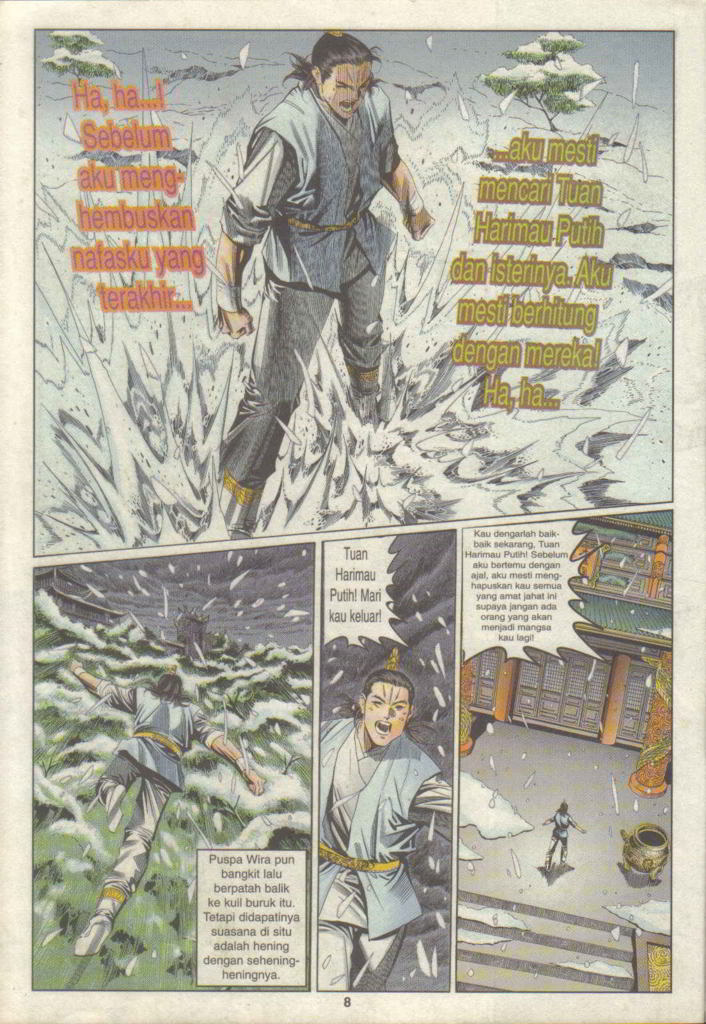 Ha, ha...!
Sebelum
aku meng-
hembuskan
nafasku yang
terakhir...
...aku mesti
mencari Tuan
Harimau Putih
dan isterinya. Aku
mesti berhitung
dengan mereka!
Ha, ha...
Puspa Wira pun
bangkit lalu
berpatah balik
ke kuil buruk itu.
Tetapi didapatinya
suasana di situ
adalah hening
dengan sehening-
heningnya.
Tuan
Harimau
Putih! Mari
kau keluar!
Kau dengarlah baik-
baik sekarang, Tuan
Harimau Putih! Sebelum
aku bertemu dengan
ajal, aku mesti meng-
hapuskan kau semua
yang amat jahat ini
supaya jangan ada
orang yang akan
menjadi mangsa
kau lagi!
8